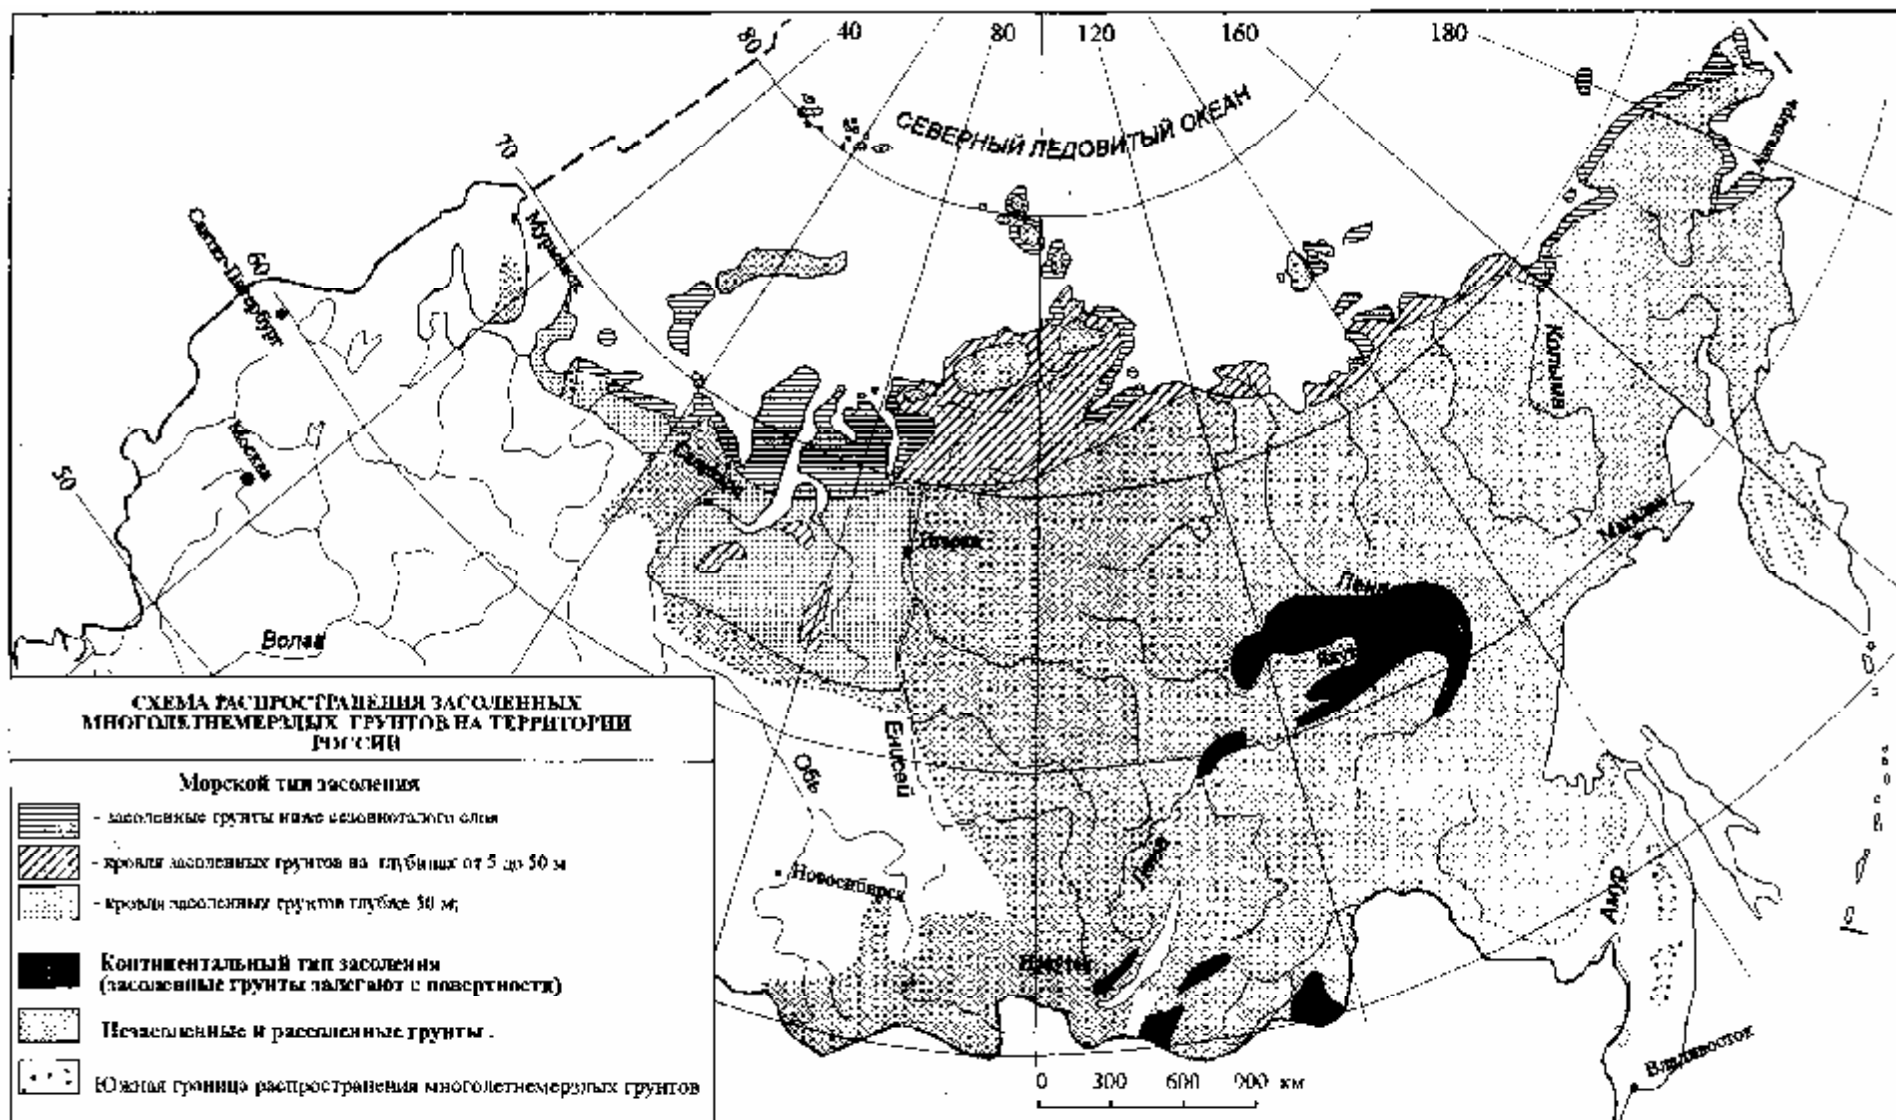 80
40
80
120
160
180
СЕВЕРНЫЙ ЛЕДОВИТЫЙ ОКЕАН
70
Мурманск
Анадырь
Санкт-Петербург
60
Колыма
Москва
50
Салехард
Магадан
Игарка
Лена
Волга
Енисей
Обь
Новосибирск
Лена
Амур
Иркутск
Владивосток
0 300 600 900 км
СХЕМА РАСПРОСТРАНЕНИЯ ЗАСОЛЕННЫХ
МНОГОЛЕТНЕМЕРЗЛЫХ ГРУНТОВ НА ТЕРРИТОРИИ
РОССИИ
Морской тип засоления
- засоленные грунты ниже сезонноталого слоя
- кровля засоленных грунтов на глубинах от 5 до 50 м
- кровля засоленных грунтов глубже 50 м;
Континентальный тип засоления
(засоленные грунты залегают с поверхности)
Незасоленные и рассоленные грунты .
Южная граница распространения многолетнемерзлых грунтов